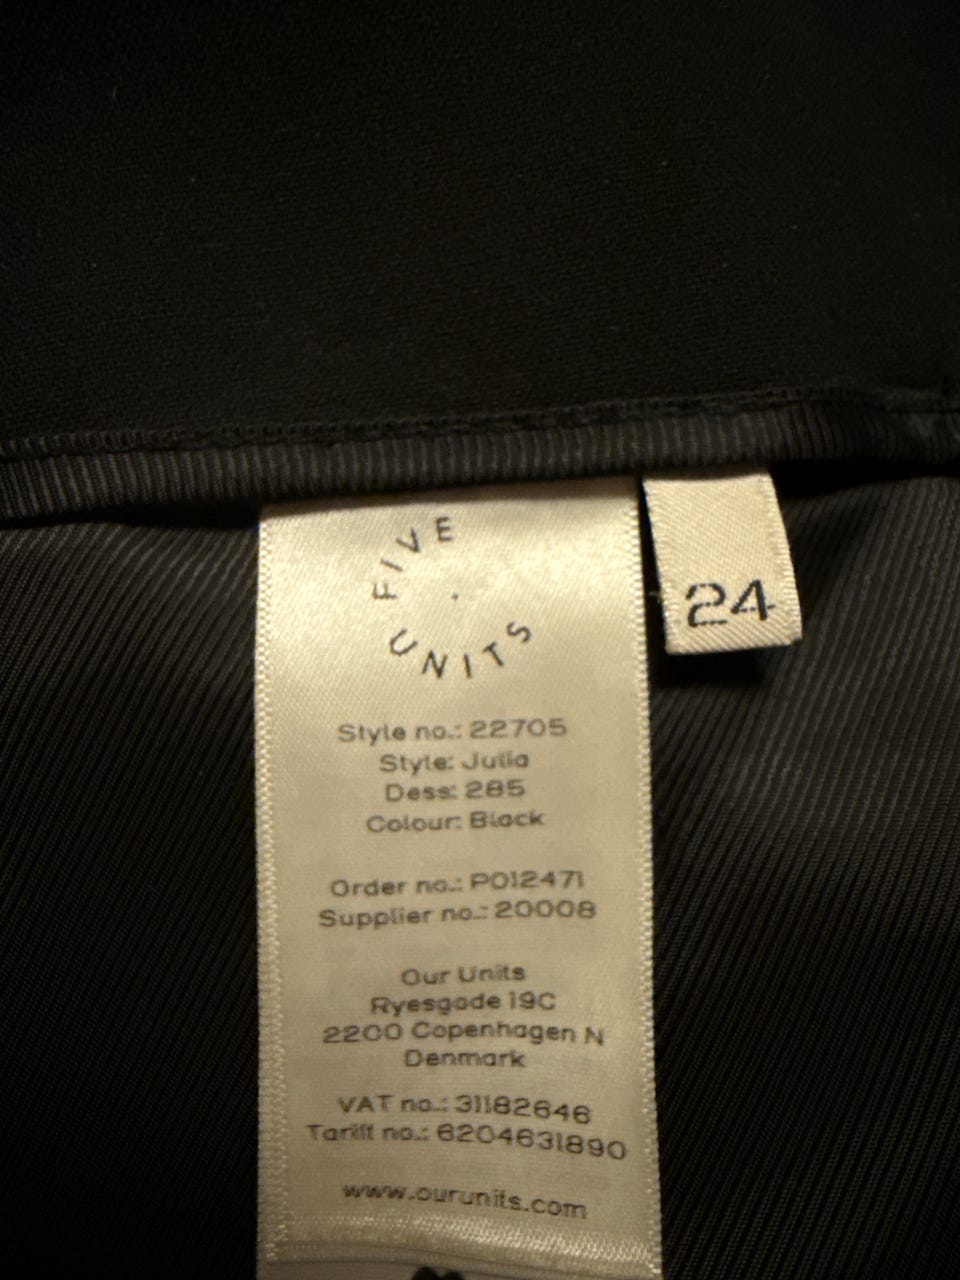 FIVE UNITS
24
Style no.: 22705
Style: Julia
Dess: 285
Colour: Black
Order no.: PO12471
Supplier no.: 20008
Our Units
Ryesgade 19C
2200 Copenhagen N
Denmark
VAT no.: 31182646
Tariff no.: 6204631890
www.ourunits.com